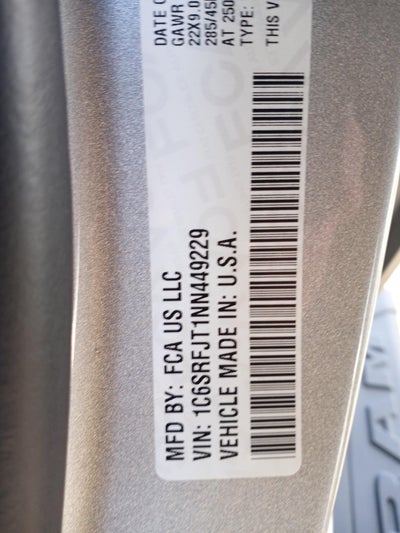 MFD BY: FCA US LLC
VIN: 1C6SRFJT1NN449229
VEHICLE MADE IN: U.S.A.
DATE O
GAWR
22X9.0
285/45
AT 250
TYPE:
THIS V
RAM